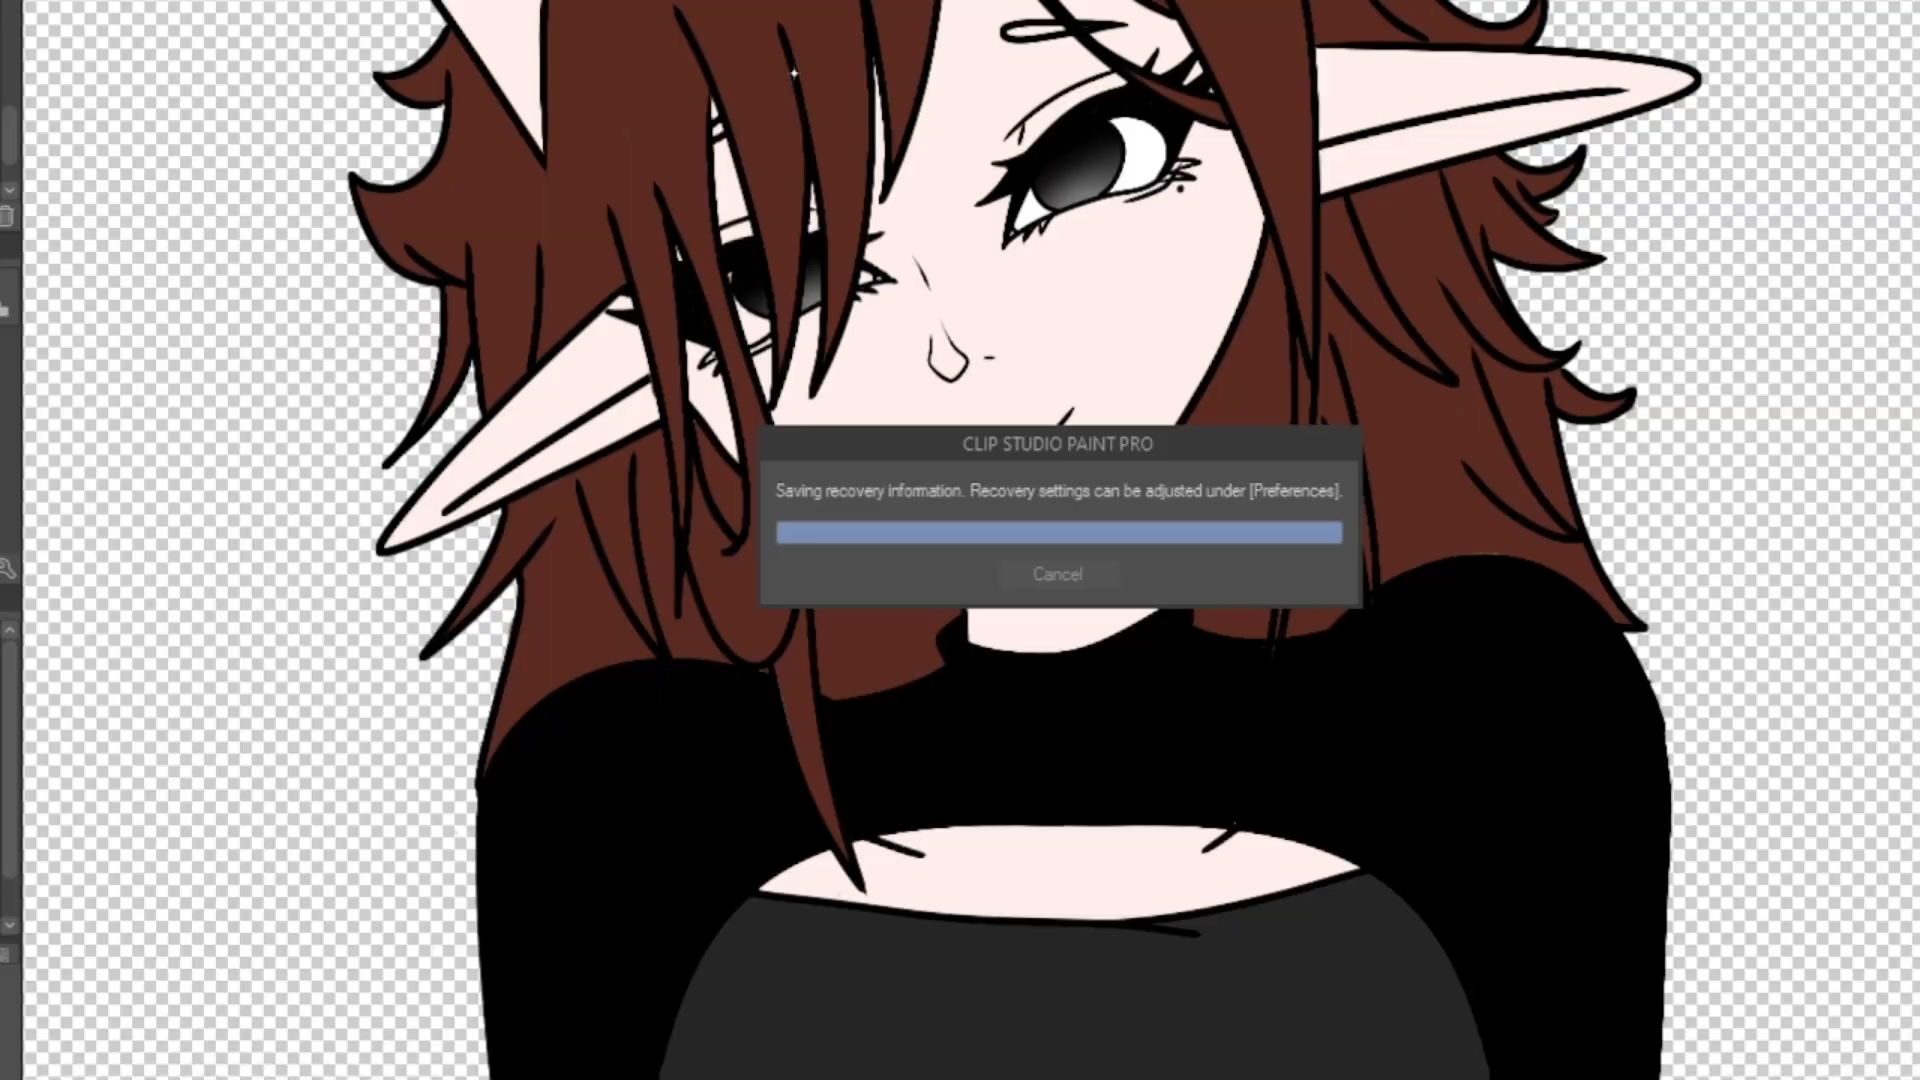 CLIP STUDIO PAINT PRO
Saving recovery information. Recovery settings can be adjusted under [Preferences].
Cancel